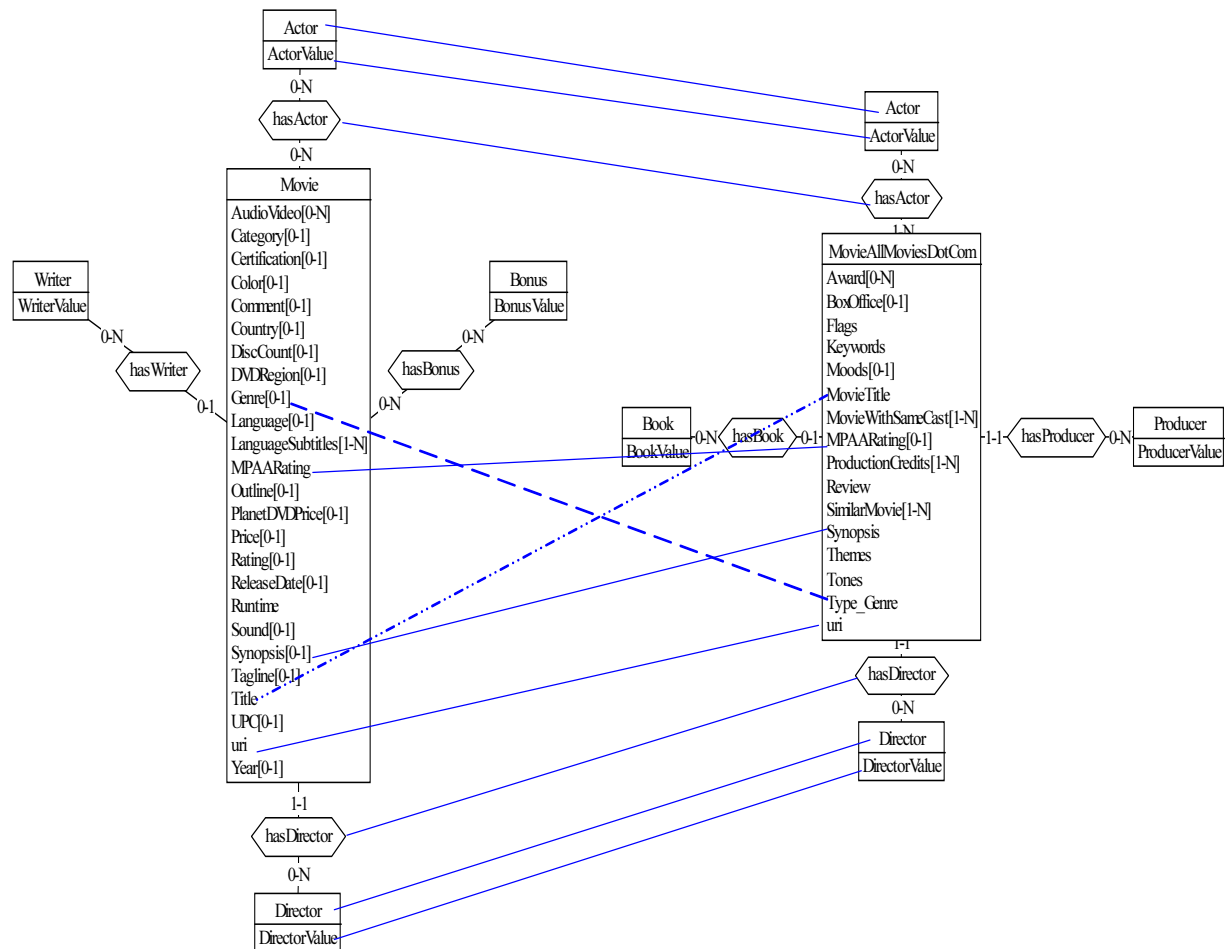 Actor
ActorValue
0-N
hasActor
0-N
Movie
AudioVideo[0-N]
Category[0-1]
Certification[0-1]
Color[0-1]
Comment[0-1]
Country[0-1]
DiscCount[0-1]
DVDRegion[0-1]
Genre[0-1]
Language[0-1]
LanguageSubtitles[1-N]
MPAARating
Outline[0-1]
PlanetDVDPrice[0-1]
Price[0-1]
Rating[0-1]
ReleaseDate[0-1]
Runtime
Sound[0-1]
Synopsis[0-1]
Tagline[0-1]
Title
UPC[0-1]
uri
Year[0-1]
Writer
WriterValue
0-N
hasWriter
0-1
Bonus
BonusValue
0-N
hasBonus
0-N
1-1
hasDirector
0-N
Director
DirectorValue
Actor
ActorValue
0-N
hasActor
1-N
MovieAllMoviesDotCom
Award[0-N]
BoxOffice[0-1]
Flags
Keywords
Moods[0-1]
MovieTitle
MovieWithSameCast[1-N]
MPAARating[0-1]
ProductionCredits[1-N]
Review
SimilarMovie[1-N]
Synopsis
Themes
Tones
Type_Genre
uri
Book
BookValue
0-N
hasBook
0-1
1-1
hasProducer
0-N
Producer
ProducerValue
1-1
hasDirector
0-N
Director
DirectorValue